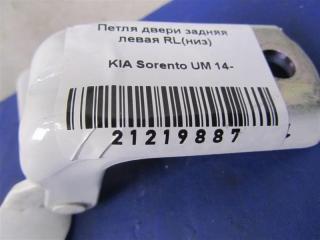 Петля двери задняя
левая RL(низ)
KIA Sorento UM 14-
21219887